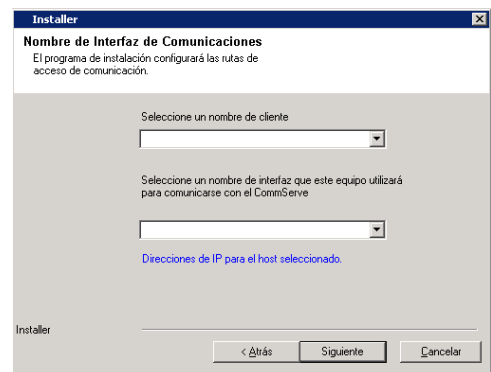 Installer
Nombre de Interfaz de Comunicaciones
El programa de instalación configurará las rutas de
acceso de comunicación.
Seleccione un nombre de cliente
Seleccione un nombre de interfaz que este equipo utilizará
para comunicarse con el CommServe
Direcciones de IP para el host seleccionado.
Installer
< Atrás
Siguiente
Cancelar